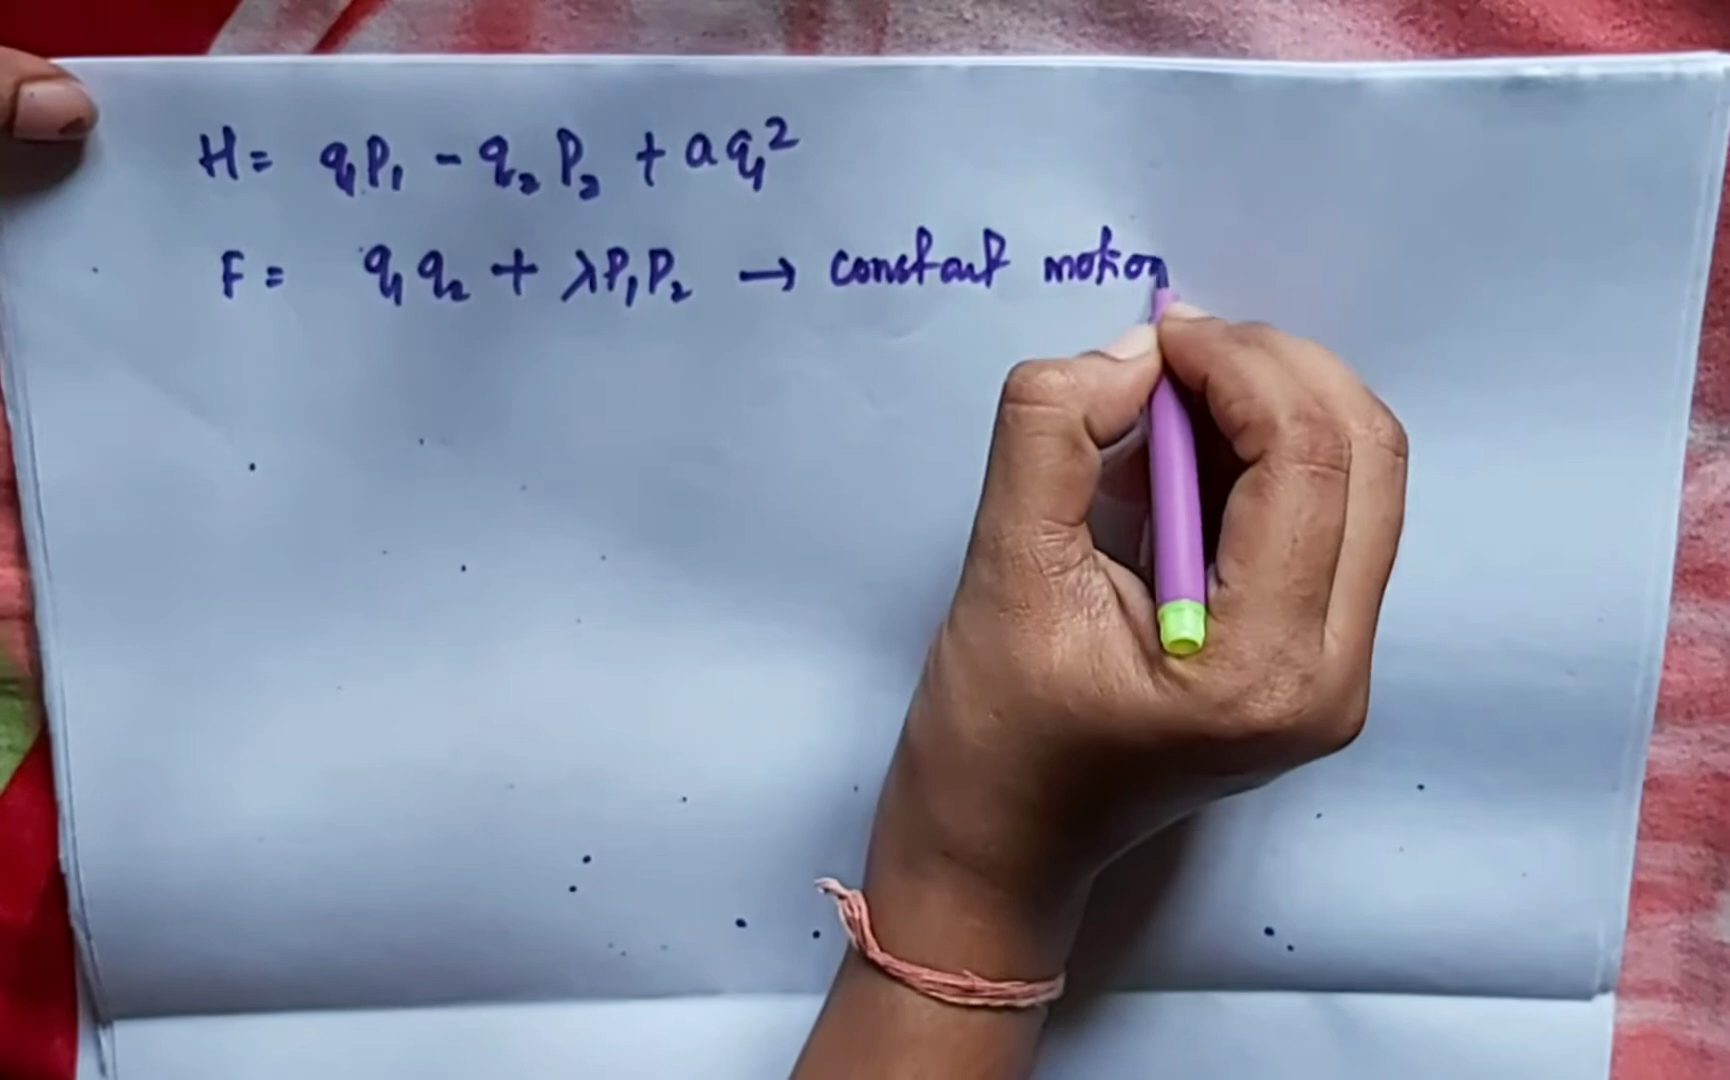 H = q₁P₁ - q₂P₂ + aq₁²
F = q₁q₂ + λP₁P₂ → constant motion